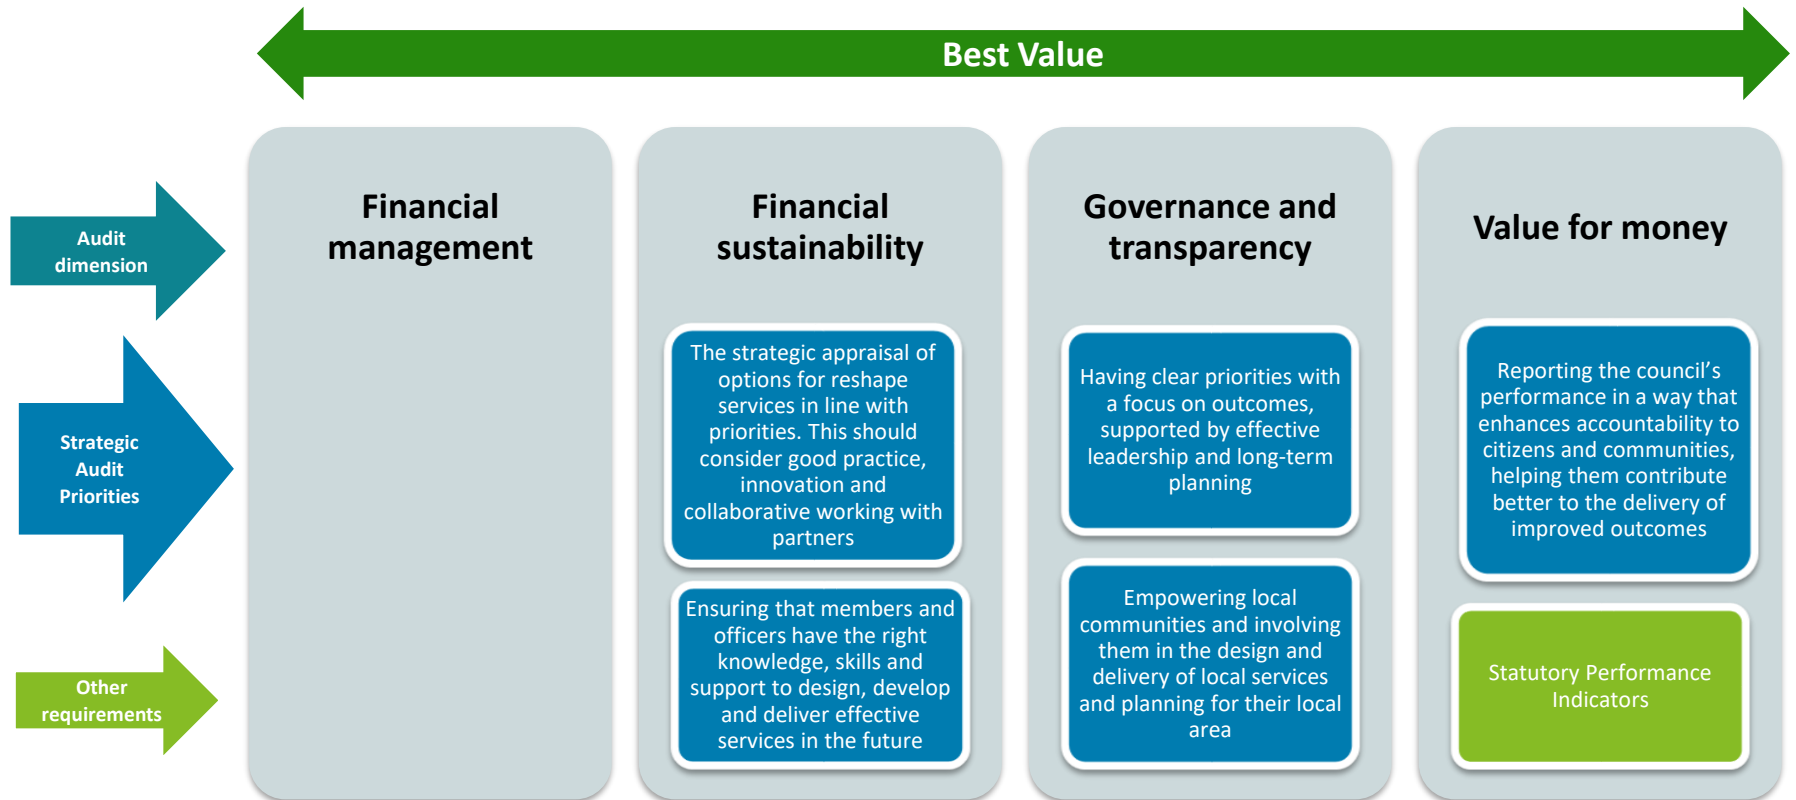 Best Value
Audit
dimension
Strategic
Audit
Priorities
Other
requirements
Financial
management
Financial
sustainability
The strategic appraisal of
options for reshape
services in line with
priorities. This should
consider good practice,
innovation and
collaborative working with
partners
Ensuring that members and
officers have the right
knowledge, skills and
support to design, develop
and deliver effective
services in the future
Governance and
transparency
Having clear priorities with
a focus on outcomes,
supported by effective
leadership and long-term
planning
Empowering local
communities and involving
them in the design and
delivery of local services
and planning for their local
area
Value for money
Reporting the council’s
performance in a way that
enhances accountability to
citizens and communities,
helping them contribute
better to the delivery of
improved outcomes
Statutory Performance
Indicators